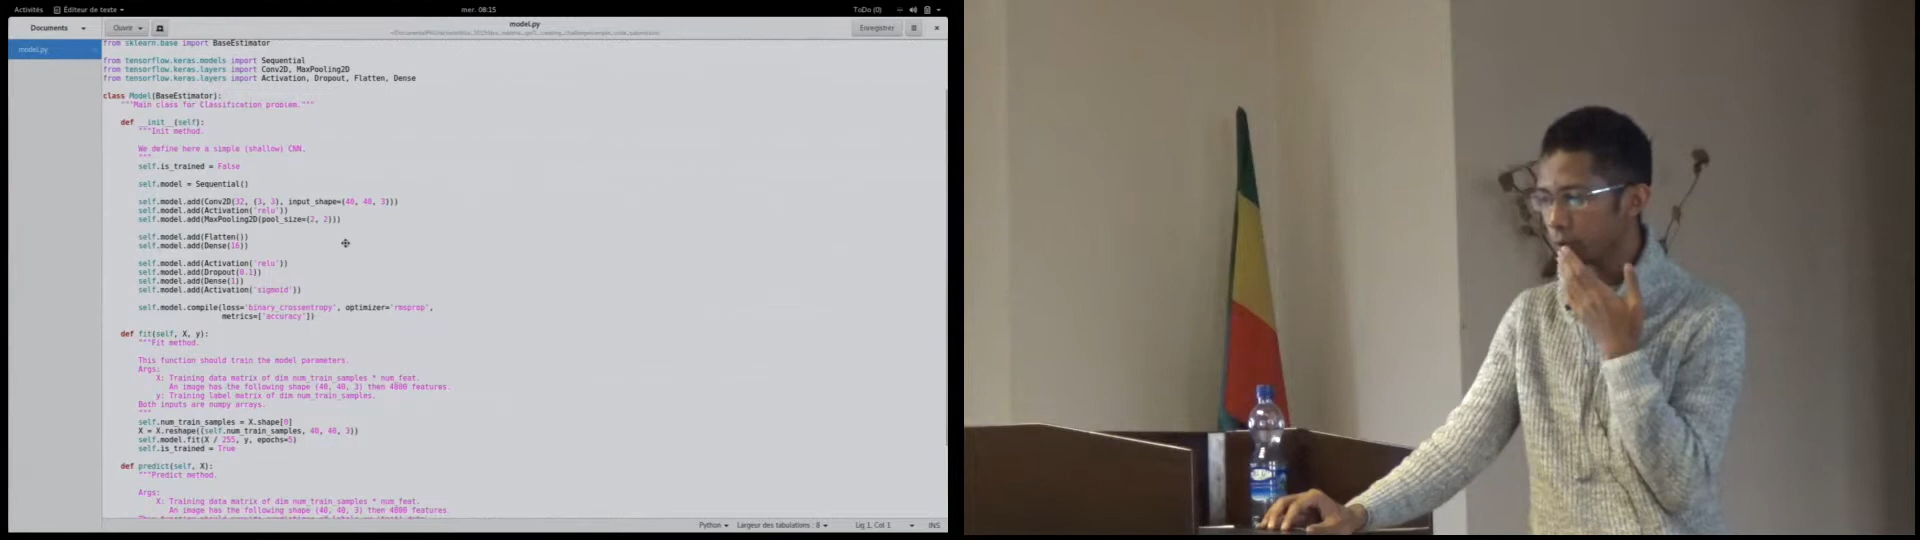 Activités Éditeur de texte mer. 08:15 ToDo (0)
Documents Ouvrir model.py Enregistrer
model.py
from sklearn.base import BaseEstimator
from tensorflow.keras.models import Sequential
from tensorflow.keras.layers import Conv2D, MaxPooling2D
from tensorflow.keras.layers import Activation, Dropout, Flatten, Dense
class Model(BaseEstimator):
"""Main class for Classification problem."""
def __init__(self):
"""Init method.
We define here a simple (shallow) CNN.
"""
self.is_trained = False
self.model = Sequential()
self.model.add(Conv2D(32, (3, 3), input_shape=(40, 40, 3)))
self.model.add(Activation('relu'))
self.model.add(MaxPooling2D(pool_size=(2, 2)))
self.model.add(Flatten())
self.model.add(Dense(16))
self.model.add(Activation('relu'))
self.model.add(Dropout(0.1))
self.model.add(Dense(1))
self.model.add(Activation('sigmoid'))
self.model.compile(loss='binary_crossentropy', optimizer='rmsprop',
metrics=['accuracy'])
def fit(self, X, y):
"""Fit method.
This function should train the model parameters.
Args:
X: Training data matrix of dim num_train_samples * num_feat.
An image has the following shape (40, 40, 3) then 4800 features.
y: Training label matrix of dim num_train_samples.
Both inputs are numpy arrays.
"""
self.num_train_samples = X.shape[0]
X = X.reshape((self.num_train_samples, 40, 40, 3))
self.model.fit(X / 255, y, epochs=5)
self.is_trained = True
def predict(self, X):
"""Predict method.
Args:
X: Training data matrix of dim num_train_samples * num_feat.
An image has the following shape (40, 40, 3) then 4800 features.
Python Largeur des tabulations : 8 Lig 1, Col 1 INS